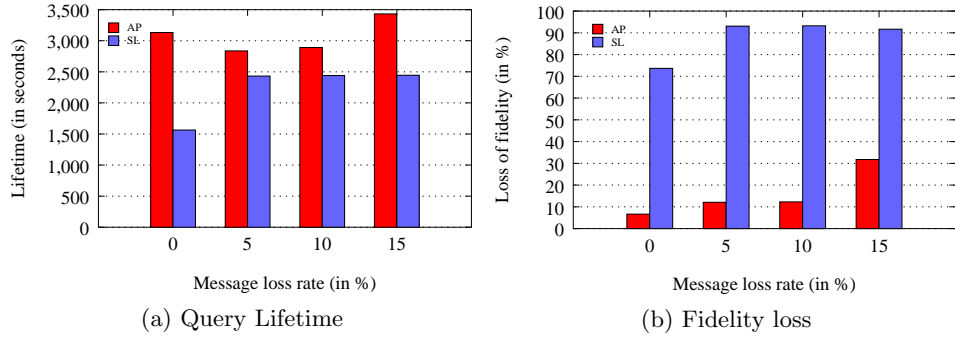 3,500
3,000
2,500
2,000
1,500
1,000
500
0
Lifetime (in seconds)
AP
SL
0 5 10 15
Message loss rate (in %)
(a) Query Lifetime
100
90
80
70
60
50
40
30
20
10
0
Loss of fidelity (in %)
AP
SL
0 5 10 15
Message loss rate (in %)
(b) Fidelity loss